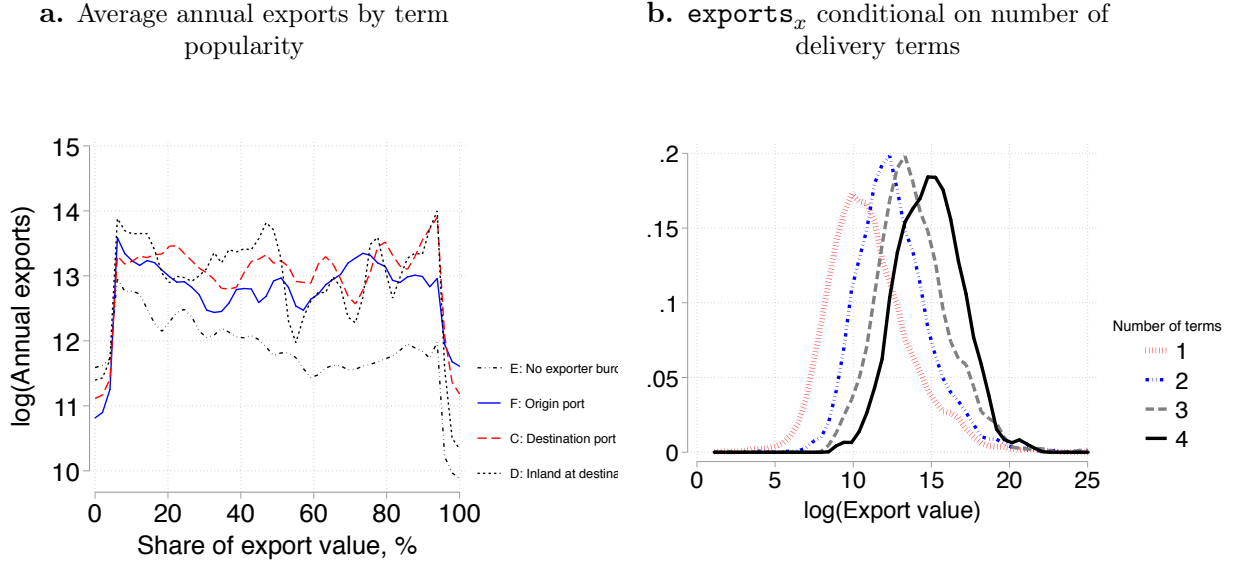 a. Average annual exports by term
popularity
15
14
13
12
11
10
log(Annual exports)
0 20 40 60 80 100
Share of export value, %
E: No exporter burd
F: Origin port
C: Destination port
D: Inland at destina
b. exportsₓ conditional on number of
delivery terms
.2
.15
.1
.05
0
0 5 10 15 20 25
log(Export value)
Number of terms
1
2
3
4